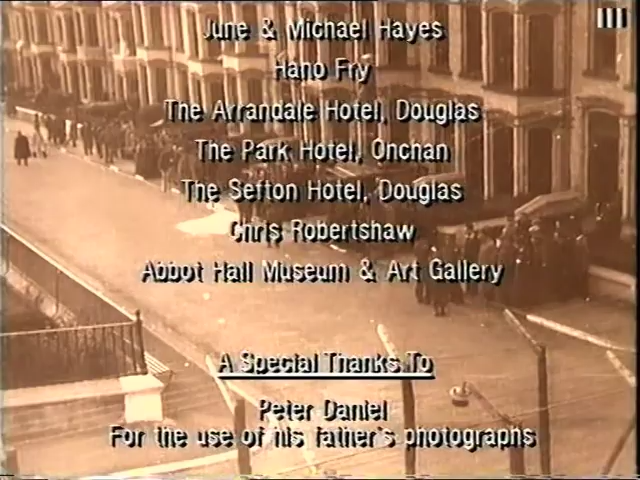 June & Michael Hayes
Hano Fry
The Arrandale Hotel, Douglas
The Park Hotel, Onchan
The Sefton Hotel, Douglas
Chris Robertshaw
Abbot Hall Museum & Art Gallery
A Special Thanks To
Peter Daniel
For the use of his father's photographs